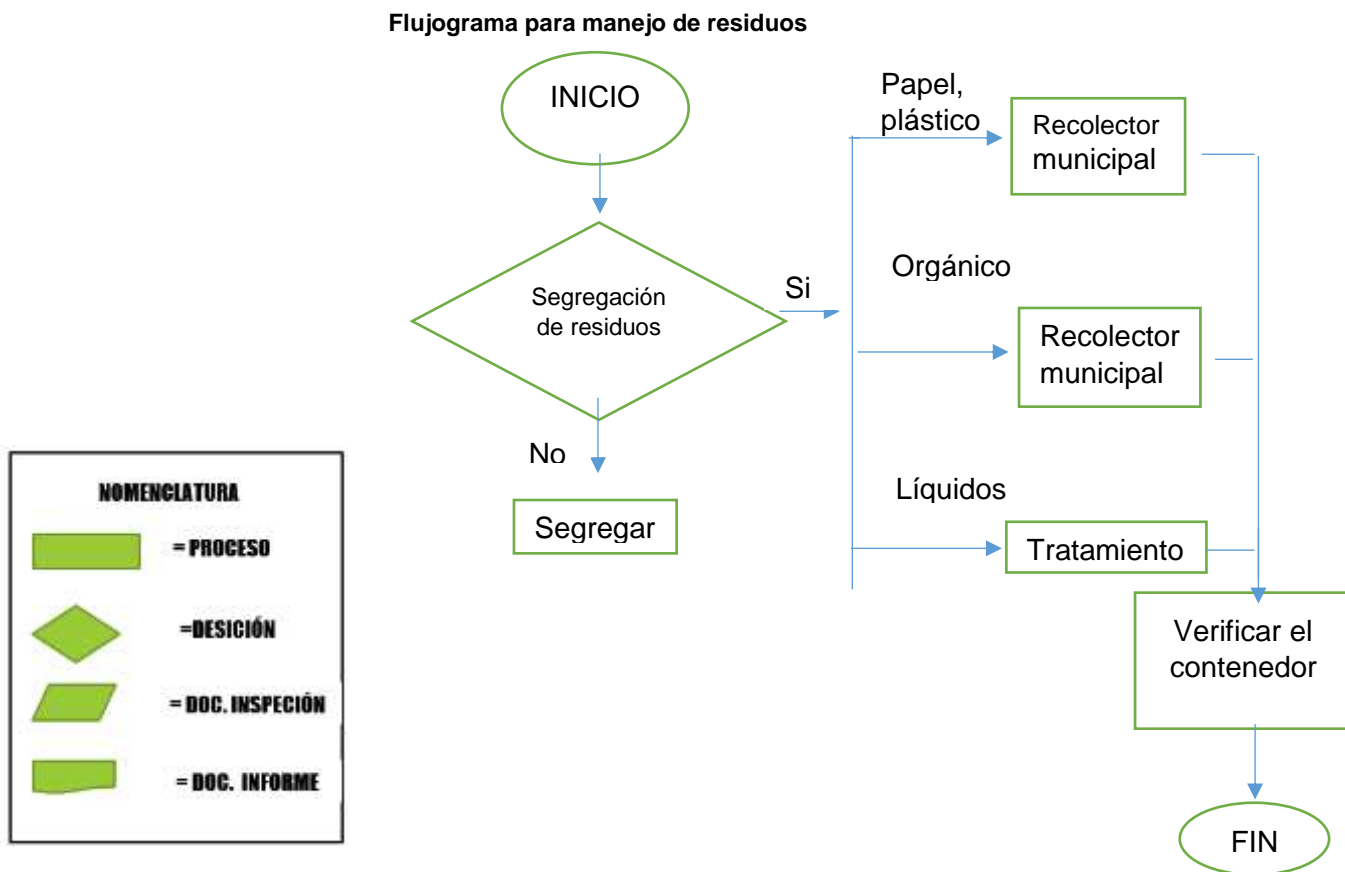 Flujograma para manejo de residuos
INICIO
Papel,
plástico
Recolector
municipal
Segregación
de residuos
Si
Orgánico
Recolector
municipal
No
Segregar
Líquidos
Tratamiento
Verificar el
contenedor
FIN
NOMENCLATURA
= PROCESO
=DESICIÓN
= DOC. INSPECIÓN
= DOC. INFORME